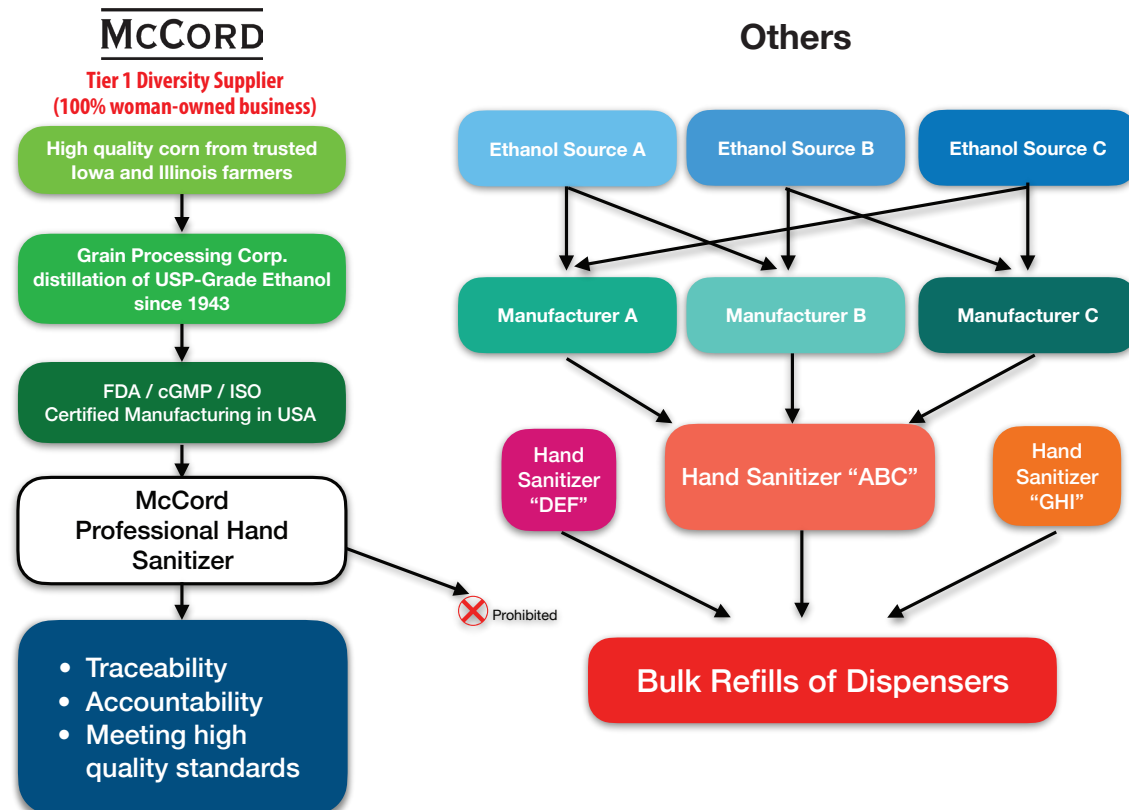 McCORD
Tier 1 Diversity Supplier
(100% woman-owned business)
High quality corn from trusted
Iowa and Illinois farmers
Grain Processing Corp.
distillation of USP-Grade Ethanol
since 1943
FDA / cGMP / ISO
Certified Manufacturing in USA
McCord
Professional Hand
Sanitizer
Prohibited
• Traceability
• Accountability
• Meeting high
quality standards
Others
Ethanol Source A
Ethanol Source B
Ethanol Source C
Manufacturer A
Manufacturer B
Manufacturer C
Hand
Sanitizer
“DEF”
Hand Sanitizer “ABC”
Hand
Sanitizer
“GHI”
Bulk Refills of Dispensers